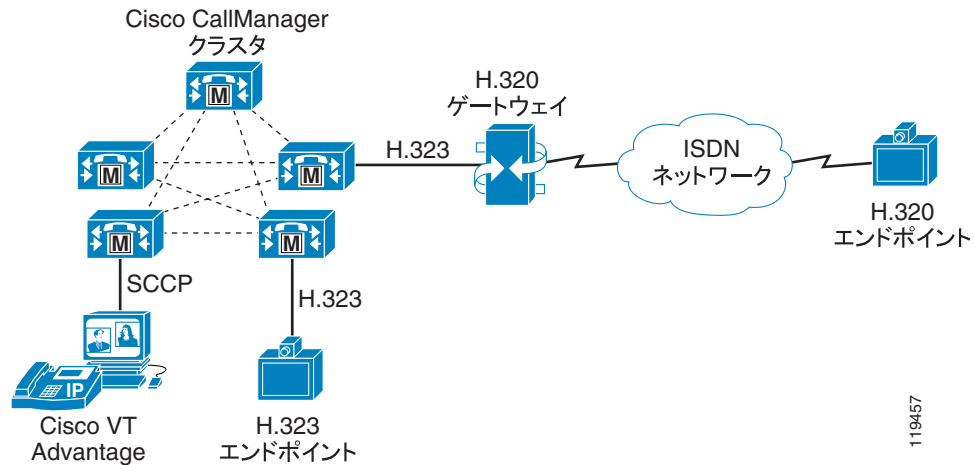 Cisco CallManager
クラスタ
M
M
M
M
M
H.323
H.320
ゲートウェイ
ISDN
ネットワーク
H.320
エンドポイント
SCCP
H.323
IP
Cisco VT
Advantage
H.323
エンドポイント
119457